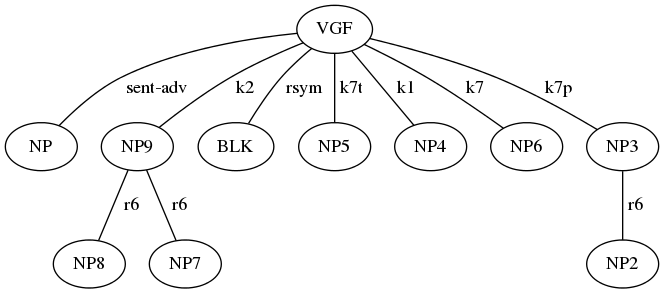 VGF
sent-adv k2 rsym k7t k1 k7 k7p
NP NP9 BLK NP5 NP4 NP6 NP3
r6 r6 r6
NP8 NP7 NP2